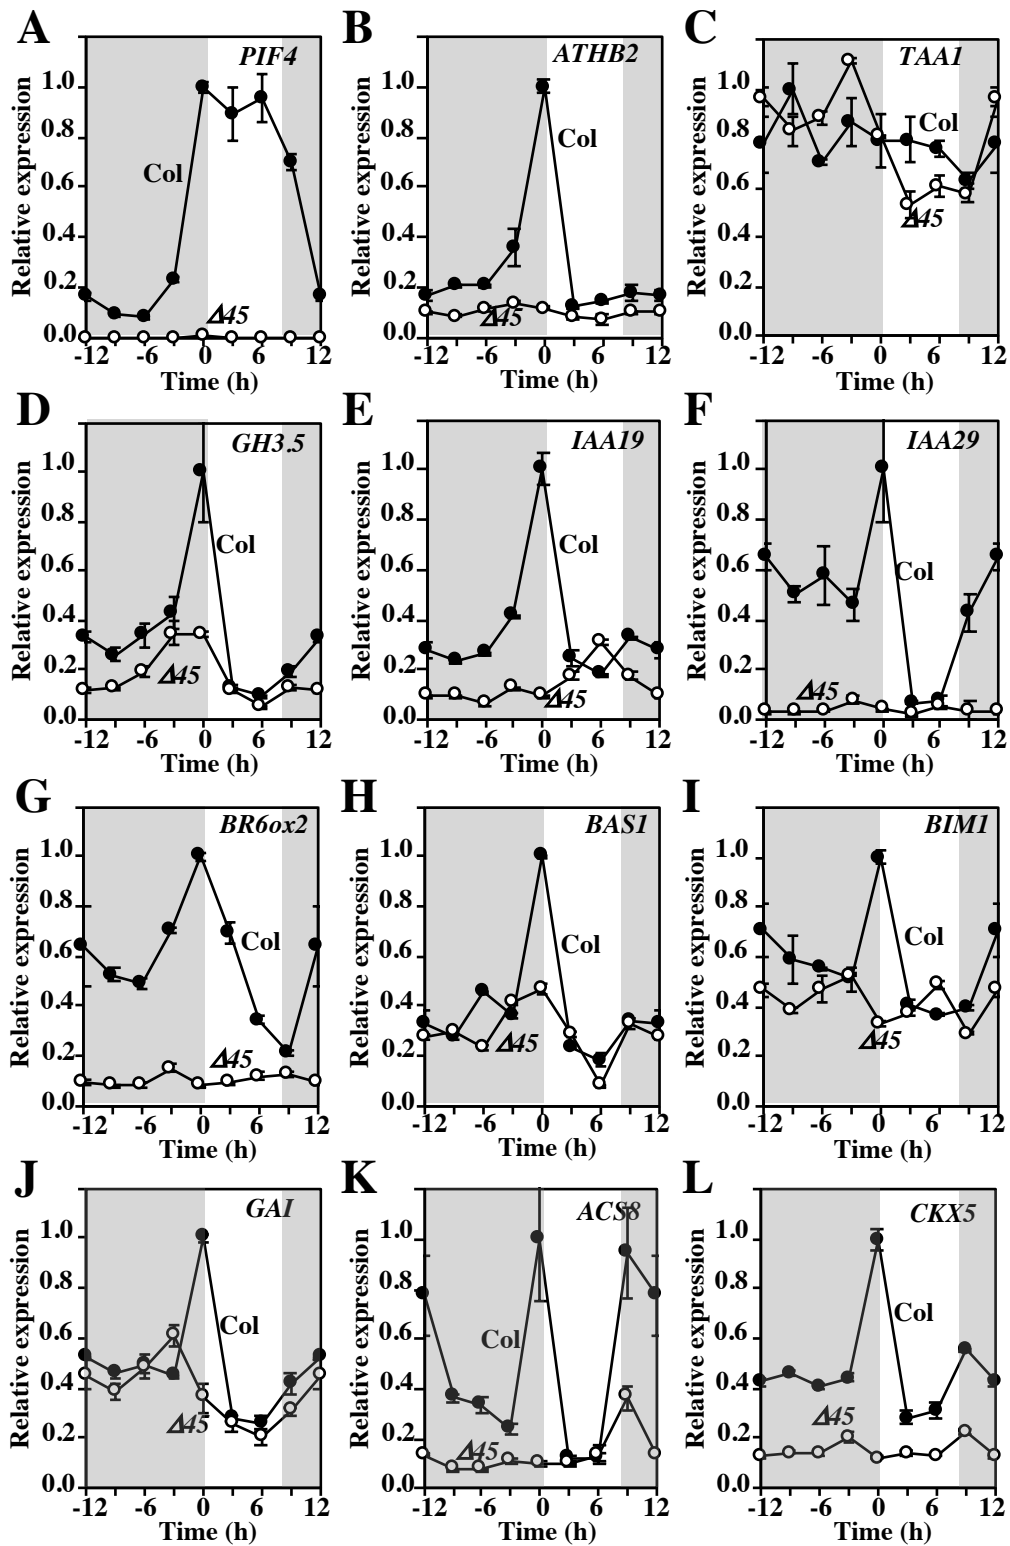 A
PIF4
Relative expression
1.0
0.8
0.6
0.4
0.2
0.0
Col
Δ45
-12 -6 0 6 12
Time (h)
B
ATHB2
Relative expression
1.0
0.8
0.6
0.4
0.2
0.0
Col
Δ45
-12 -6 0 6 12
Time (h)
C
TAA1
Relative expression
1.0
0.8
0.6
0.4
0.2
0.0
Col
Δ45
-12 -6 0 6 12
Time (h)
D
GH3.5
Relative expression
1.0
0.8
0.6
0.4
0.2
0.0
Col
Δ45
-12 -6 0 6 12
Time (h)
E
IAA19
Relative expression
1.0
0.8
0.6
0.4
0.2
0.0
Col
Δ45
-12 -6 0 6 12
Time (h)
F
IAA29
Relative expression
1.0
0.8
0.6
0.4
0.2
0.0
Col
Δ45
-12 -6 0 6 12
Time (h)
G
BR6ox2
Relative expression
1.0
0.8
0.6
0.4
0.2
0.0
Col
Δ45
-12 -6 0 6 12
Time (h)
H
BAS1
Relative expression
1.0
0.8
0.6
0.4
0.2
0.0
Col
Δ45
-12 -6 0 6 12
Time (h)
I
BIM1
Relative expression
1.0
0.8
0.6
0.4
0.2
0.0
Col
Δ45
-12 -6 0 6 12
Time (h)
J
GAI
Relative expression
1.0
0.8
0.6
0.4
0.2
0.0
Col
Δ45
-12 -6 0 6 12
Time (h)
K
ACS8
Relative expression
1.0
0.8
0.6
0.4
0.2
0.0
Col
Δ45
-12 -6 0 6 12
Time (h)
L
CKX5
Relative expression
1.0
0.8
0.6
0.4
0.2
0.0
Col
Δ45
-12 -6 0 6 12
Time (h)